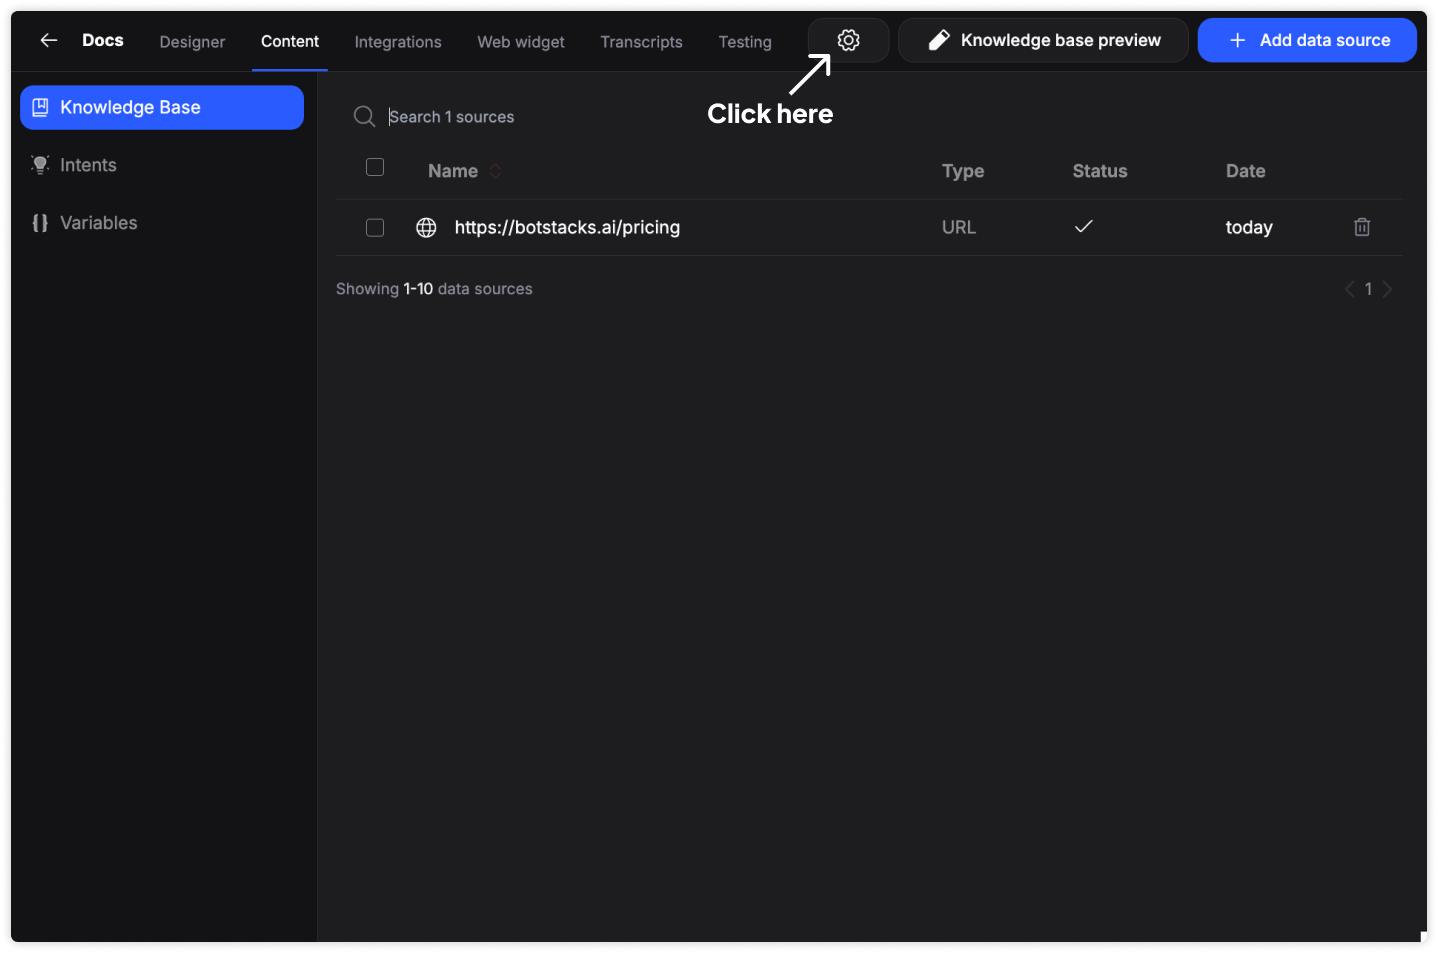 Docs Designer Content Integrations Web widget Transcripts Testing Knowledge base preview Add data source
Click here
Knowledge Base
Intents
Variables
Search 1 sources
Name Type Status Date
https://botstacks.ai/pricing URL today
Showing 1-10 data sources 1